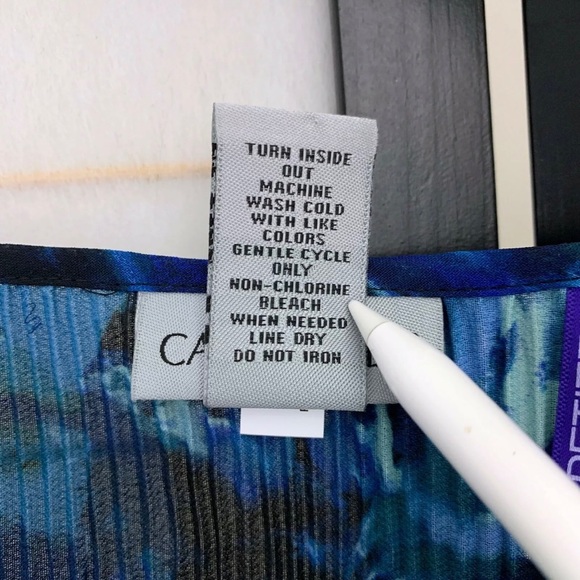 TURN INSIDE
OUT
MACHINE
WASH COLD
WITH LIKE
COLORS
GENTLE CYCLE
ONLY
NON-CHLORINE
BLEACH
WHEN NEEDED
LINE DRY
DO NOT IRON